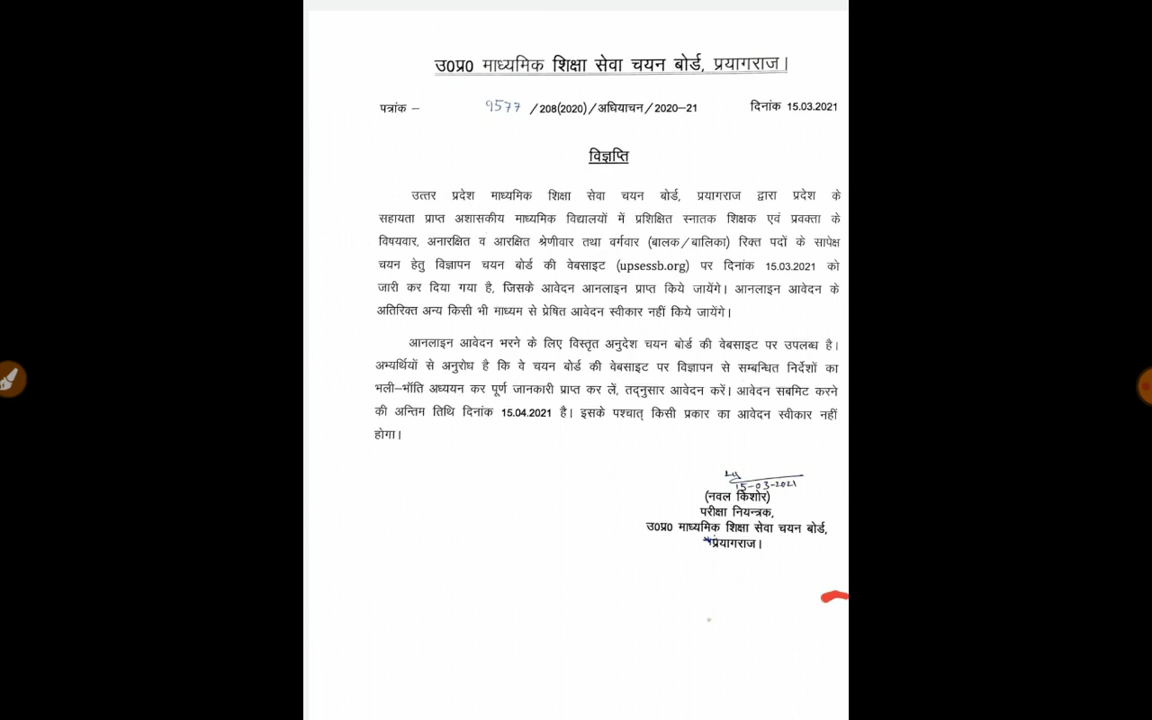 उ0प्र0 माध्यमिक शिक्षा सेवा चयन बोर्ड, प्रयागराज।
पत्रांक – 9577 /208(2020)/अधियाचन/2020–21 दिनांक 15.03.2021
विज्ञप्ति
उत्तर प्रदेश माध्यमिक शिक्षा सेवा चयन बोर्ड, प्रयागराज द्वारा प्रदेश के
सहायता प्राप्त अशासकीय माध्यमिक विद्यालयों में प्रशिक्षित स्नातक शिक्षक एवं प्रवक्ता के
विषयवार, अनारक्षित व आरक्षित श्रेणीवार तथा वर्गवार (बालक/बालिका) रिक्त पदों के सापेक्ष
चयन हेतु विज्ञापन चयन बोर्ड की वेबसाइट (upsessb.org) पर दिनांक 15.03.2021 को
जारी कर दिया गया है, जिसके आवेदन आनलाइन प्राप्त किये जायेंगे। आनलाइन आवेदन के
अतिरिक्त अन्य किसी भी माध्यम से प्रेषित आवेदन स्वीकार नहीं किये जायेंगे।
आनलाइन आवेदन भरने के लिए विस्तृत अनुदेश चयन बोर्ड की वेबसाइट पर उपलब्ध है।
अभ्यर्थियों से अनुरोध है कि वे चयन बोर्ड की वेबसाइट पर विज्ञापन से सम्बन्धित निर्देशों का
भली–भॉति अध्ययन कर पूर्ण जानकारी प्राप्त कर लें, तद्नुसार आवेदन करें। आवेदन सबमिट करने
की अन्तिम तिथि दिनांक 15.04.2021 है। इसके पश्चात् किसी प्रकार का आवेदन स्वीकार नहीं
होगा।
15-03-2021
(नवल किशोर)
परीक्षा नियन्त्रक,
उ0प्र0 माध्यमिक शिक्षा सेवा चयन बोर्ड,
प्रयागराज।